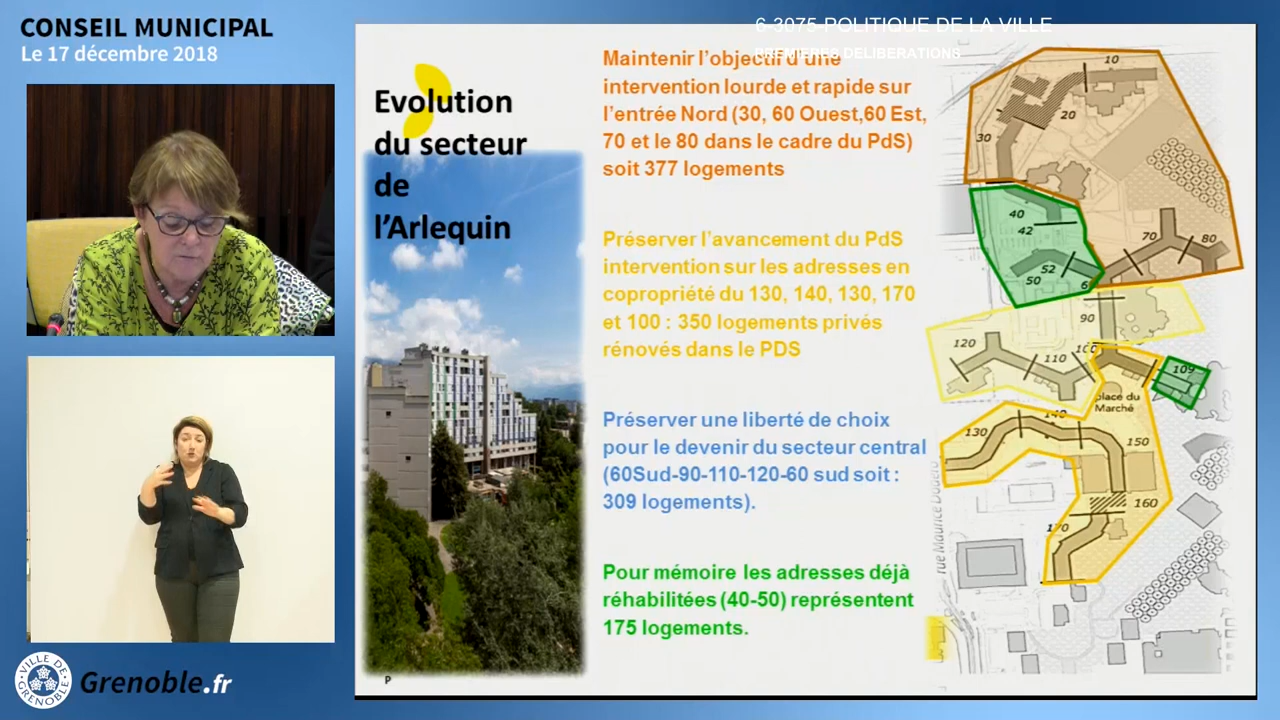 CONSEIL MUNICIPAL
Le 17 décembre 2018
6-3075-POLITIQUE DE LA VILLE
PREMIERES DELIBERATIONS
Evolution
du secteur
de
l'Arlequin
Maintenir l'objectif d'une
intervention lourde et rapide sur
l'entrée Nord (30, 60 Ouest,60 Est,
70 et le 80 dans le cadre du PdS)
soit 377 logements
Préserver l'avancement du PdS
intervention sur les adresses en
copropriété du 130, 140, 130, 170
et 100 : 350 logements privés
rénovés dans le PDS
Préserver une liberté de choix
pour le devenir du secteur central
(60Sud-90-110-120-60 sud soit :
309 logements).
Pour mémoire les adresses déjà
réhabilitées (40-50) représentent
175 logements.
P
10
20
30
40
42
52
50
70
80
90
120
110
100
109
place du
Marché
140
130
150
160
170
rue Maurice Dodero
VILLE DE
GRENOBLE
Grenoble.fr